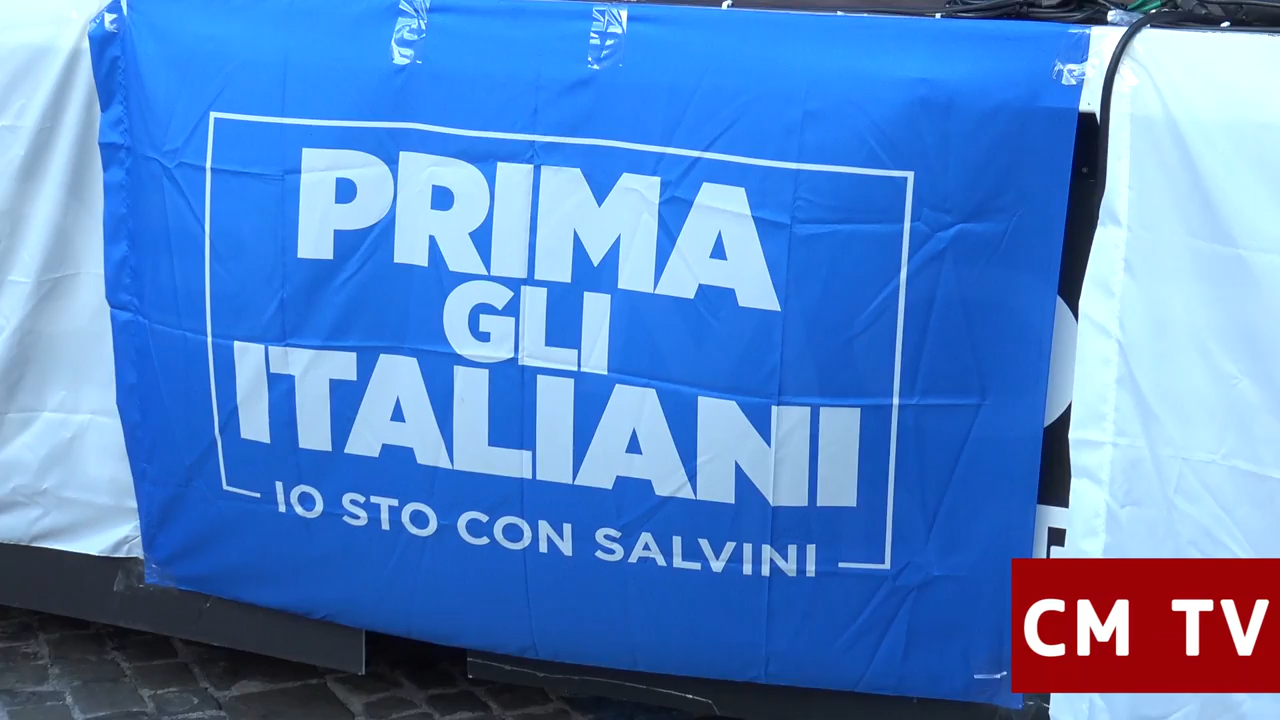 PRIMA
GLI
ITALIANI
IO STO CON SALVINI
CM TV